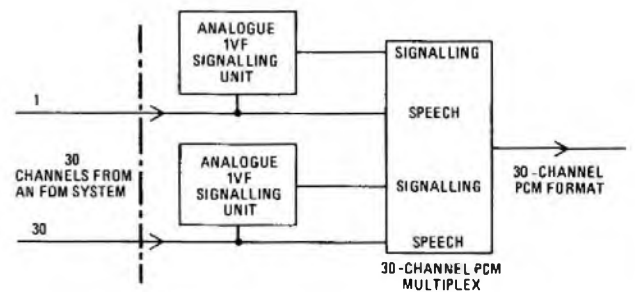 ANALOGUE
1VF
SIGNALLING
UNIT
SIGNALLING
1
SPEECH
30
CHANNELS FROM
AN FDM SYSTEM
ANALOGUE
1VF
SIGNALLING
UNIT
SIGNALLING
30-CHANNEL
PCM FORMAT
30
SPEECH
30-CHANNEL PCM
MULTIPLEX